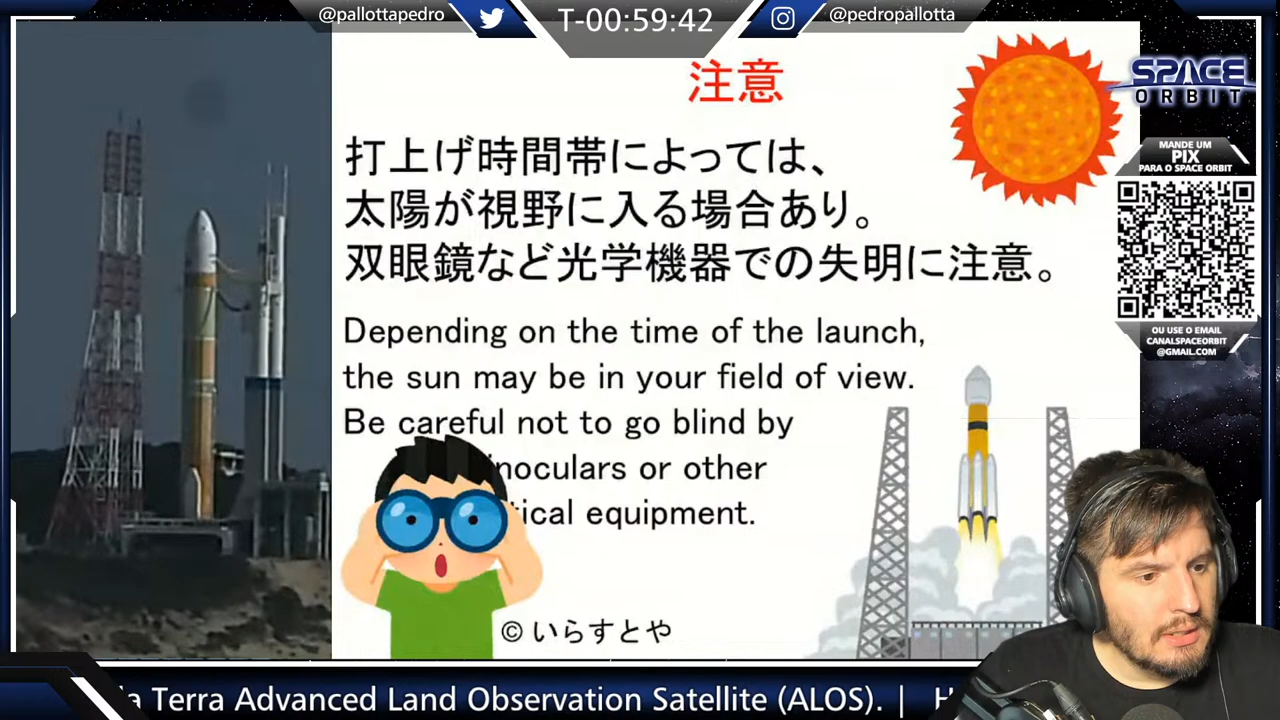 @pallottapedro
T-00:59:42
@pedropallotta
注意
SPACE
ORBIT
MANDE UM
PIX
PARA O SPACE ORBIT
打上げ時間帯によっては、
太陽が視野に入る場合あり。
双眼鏡など光学機器での失明に注意。
OU USE O EMAIL
CANALSPACEORBIT
@GMAIL.COM
Depending on the time of the launch,
the sun may be in your field of view.
Be careful not to go blind by
inoculars or other
tical equipment.
© いらすとや
Terra Advanced Land Observation Satellite (ALOS). |